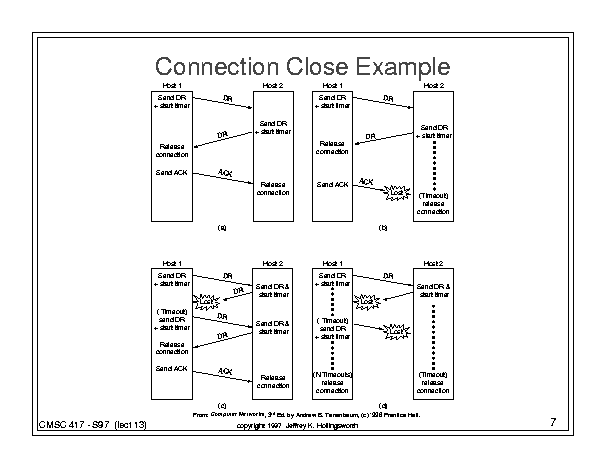 Connection Close Example
Host 1
Host 2
Send DR
+ start timer
DR
Send DR
+ start timer
DR
Release
connection
Send ACK
ACK
Release
connection
(a)
Host 1
Host 2
Send DR
+ start timer
DR
Send DR
+ start timer
DR
Release
connection
Send ACK
ACK
Lost
(Timeout)
release
connection
(b)
Host 1
Host 2
Send DR
+ start timer
DR
Send DR &
start timer
DR
Lost
( Timeout)
send DR
+ start timer
DR
Send DR &
start timer
DR
Release
connection
Send ACK
ACK
Release
connection
(c)
Host 1
Host 2
Send DR
+ start timer
DR
Send DR &
start timer
Lost
( Timeout)
send DR
+ start timer
Lost
(N Timeouts)
release
connection
(Timeout)
release
connection
(d)
From: Computer Networks, 3rd Ed. by Andrew S. Tanenbaum, (c)1996 Prentice Hall.
CMSC 417 - S97 (lect 13)
copyright 1997 Jeffrey K. Hollingsworth
7